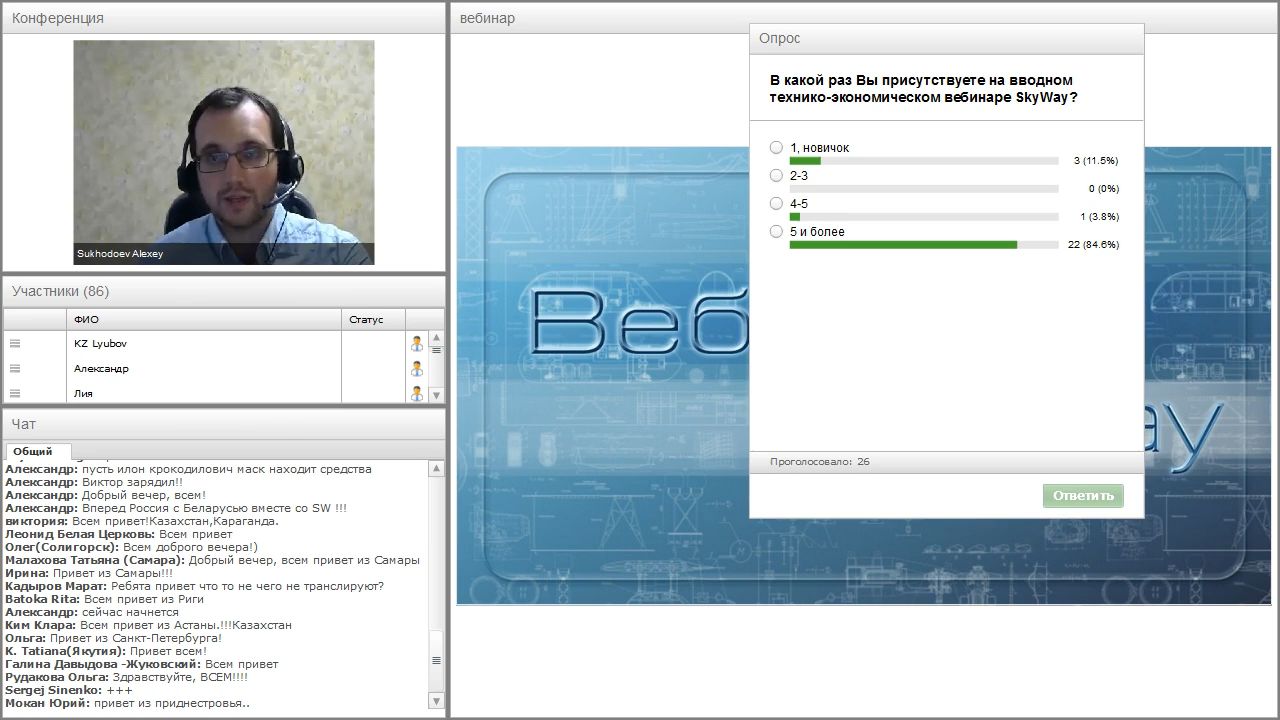 Конференция
Sukhodoev Alexey
Участники (86)
ФИО
Статус
KZ Lyubov
Александр
Лия
Чат
Общий
Александр: пусть илон крокодилович маск находит средства
Александр: Виктор зарядил!!
Александр: Добрый вечер, всем!
Александр: Вперед Россия с Беларусью вместе со SW !!!
виктория: Всем привет!Казахстан,Караганда.
Леонид Белая Церковь: Всем привет
Олег(Солигорск): Всем доброго вечера!)
Малахова Татьяна (Самара): Добрый вечер, всем привет из Самары
Ирина: Привет из Самары!!!
Кадыров Марат: Ребята привет что то не чего не транслируют?
Batoka Rita: Всем привет из Риги
Александр: сейчас начнется
Ким Клара: Всем привет из Астаны.!!!Казахстан
Ольга: Привет из Санкт-Петербурга!
K. Tatiana(Якутия): Привет всем!
Галина Давыдова -Жуковский: Всем привет
Рудакова Ольга: Здравствуйте, ВСЕМ!!!!
Sergej Sinenko: +++
Мокан Юрий: привет из приднестровья..
вебинар
Веб
ay
Опрос
В какой раз Вы присутствуете на вводном
технико-экономическом вебинаре SkyWay?
1, новичок
3 (11.5%)
2-3
0 (0%)
4-5
1 (3.8%)
5 и более
22 (84.6%)
Проголосовало: 26
Ответить